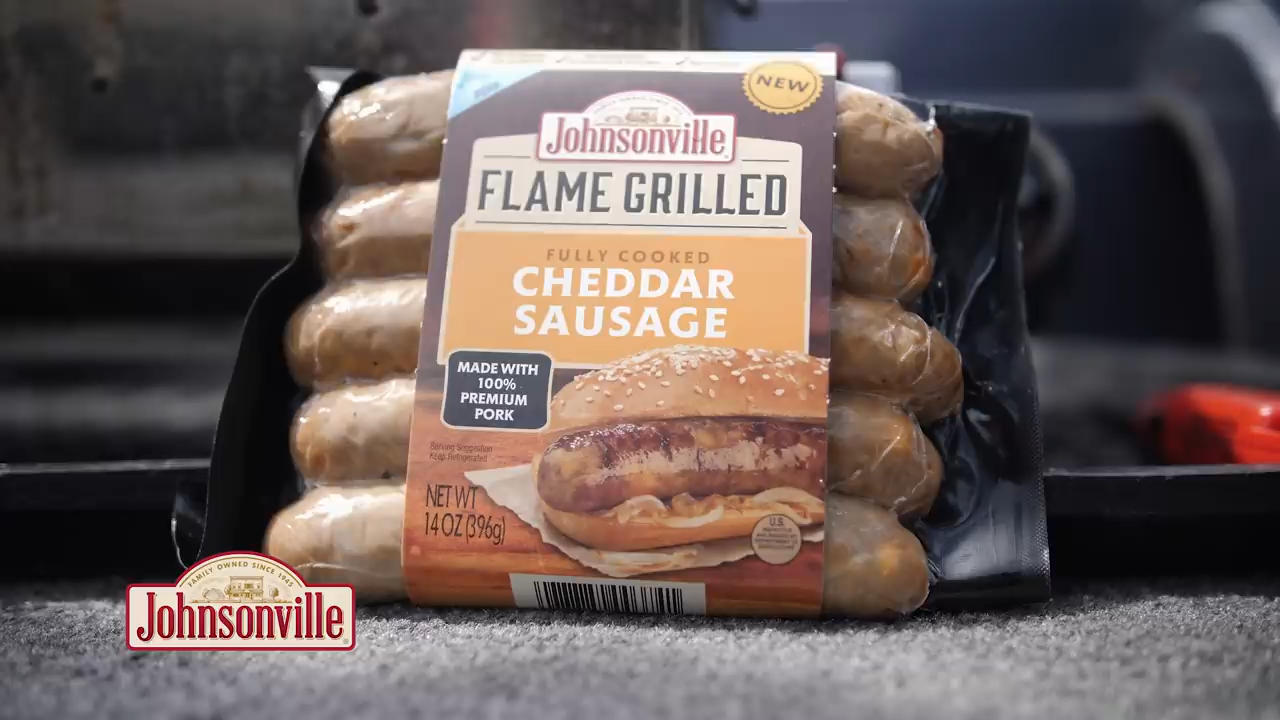 NEW
Johnsonville
FLAME GRILLED
FULLY COOKED
CHEDDAR
SAUSAGE
MADE WITH
100%
PREMIUM
PORK
Serving Suggestion
Keep Refrigerated
NET WT
14 OZ (396g)
U.S.
FAMILY OWNED SINCE 1945
Johnsonville